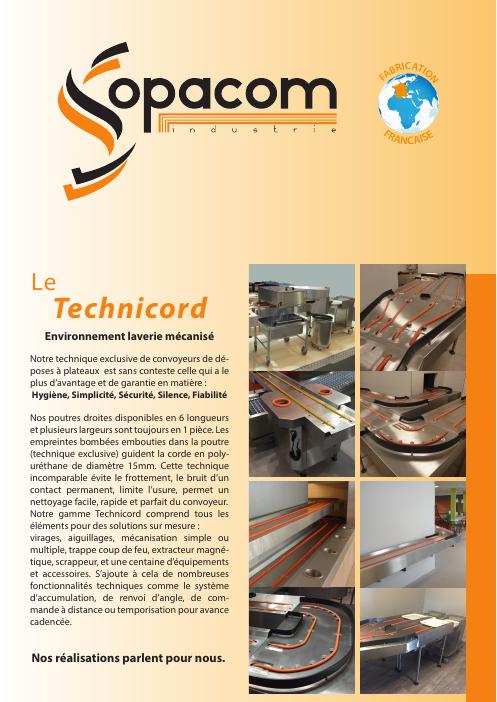 Sopacom
industrie
FABRICATION
FRANCAISE
Le
Technicord
Environnement laverie mécanisé
Notre technique exclusive de convoyeurs de dé-
poses à plateaux est sans conteste celle qui a le
plus d'avantage et de garantie en matière :
Hygiène, Simplicité, Sécurité, Silence, Fiabilité
Nos poutres droites disponibles en 6 longueurs
et plusieurs largeurs sont toujours en 1 pièce. Les
empreintes bombées embouties dans la poutre
(technique exclusive) guident la corde en poly-
uréthane de diamètre 15mm. Cette technique
incomparable évite le frottement, le bruit d'un
contact permanent, limite l'usure, permet un
nettoyage facile, rapide et parfait du convoyeur.
Notre gamme Technicord comprend tous les
éléments pour des solutions sur mesure :
virages, aiguillages, mécanisation simple ou
multiple, trappe coup de feu, extracteur magné-
tique, scrappeur, et une centaine d'équipements
et accessoires. S'ajoute à cela de nombreuses
fonctionnalités techniques comme le système
d'accumulation, de renvoi d'angle, de com-
mande à distance ou temporisation pour avance
cadencée.
Nos réalisations parlent pour nous.